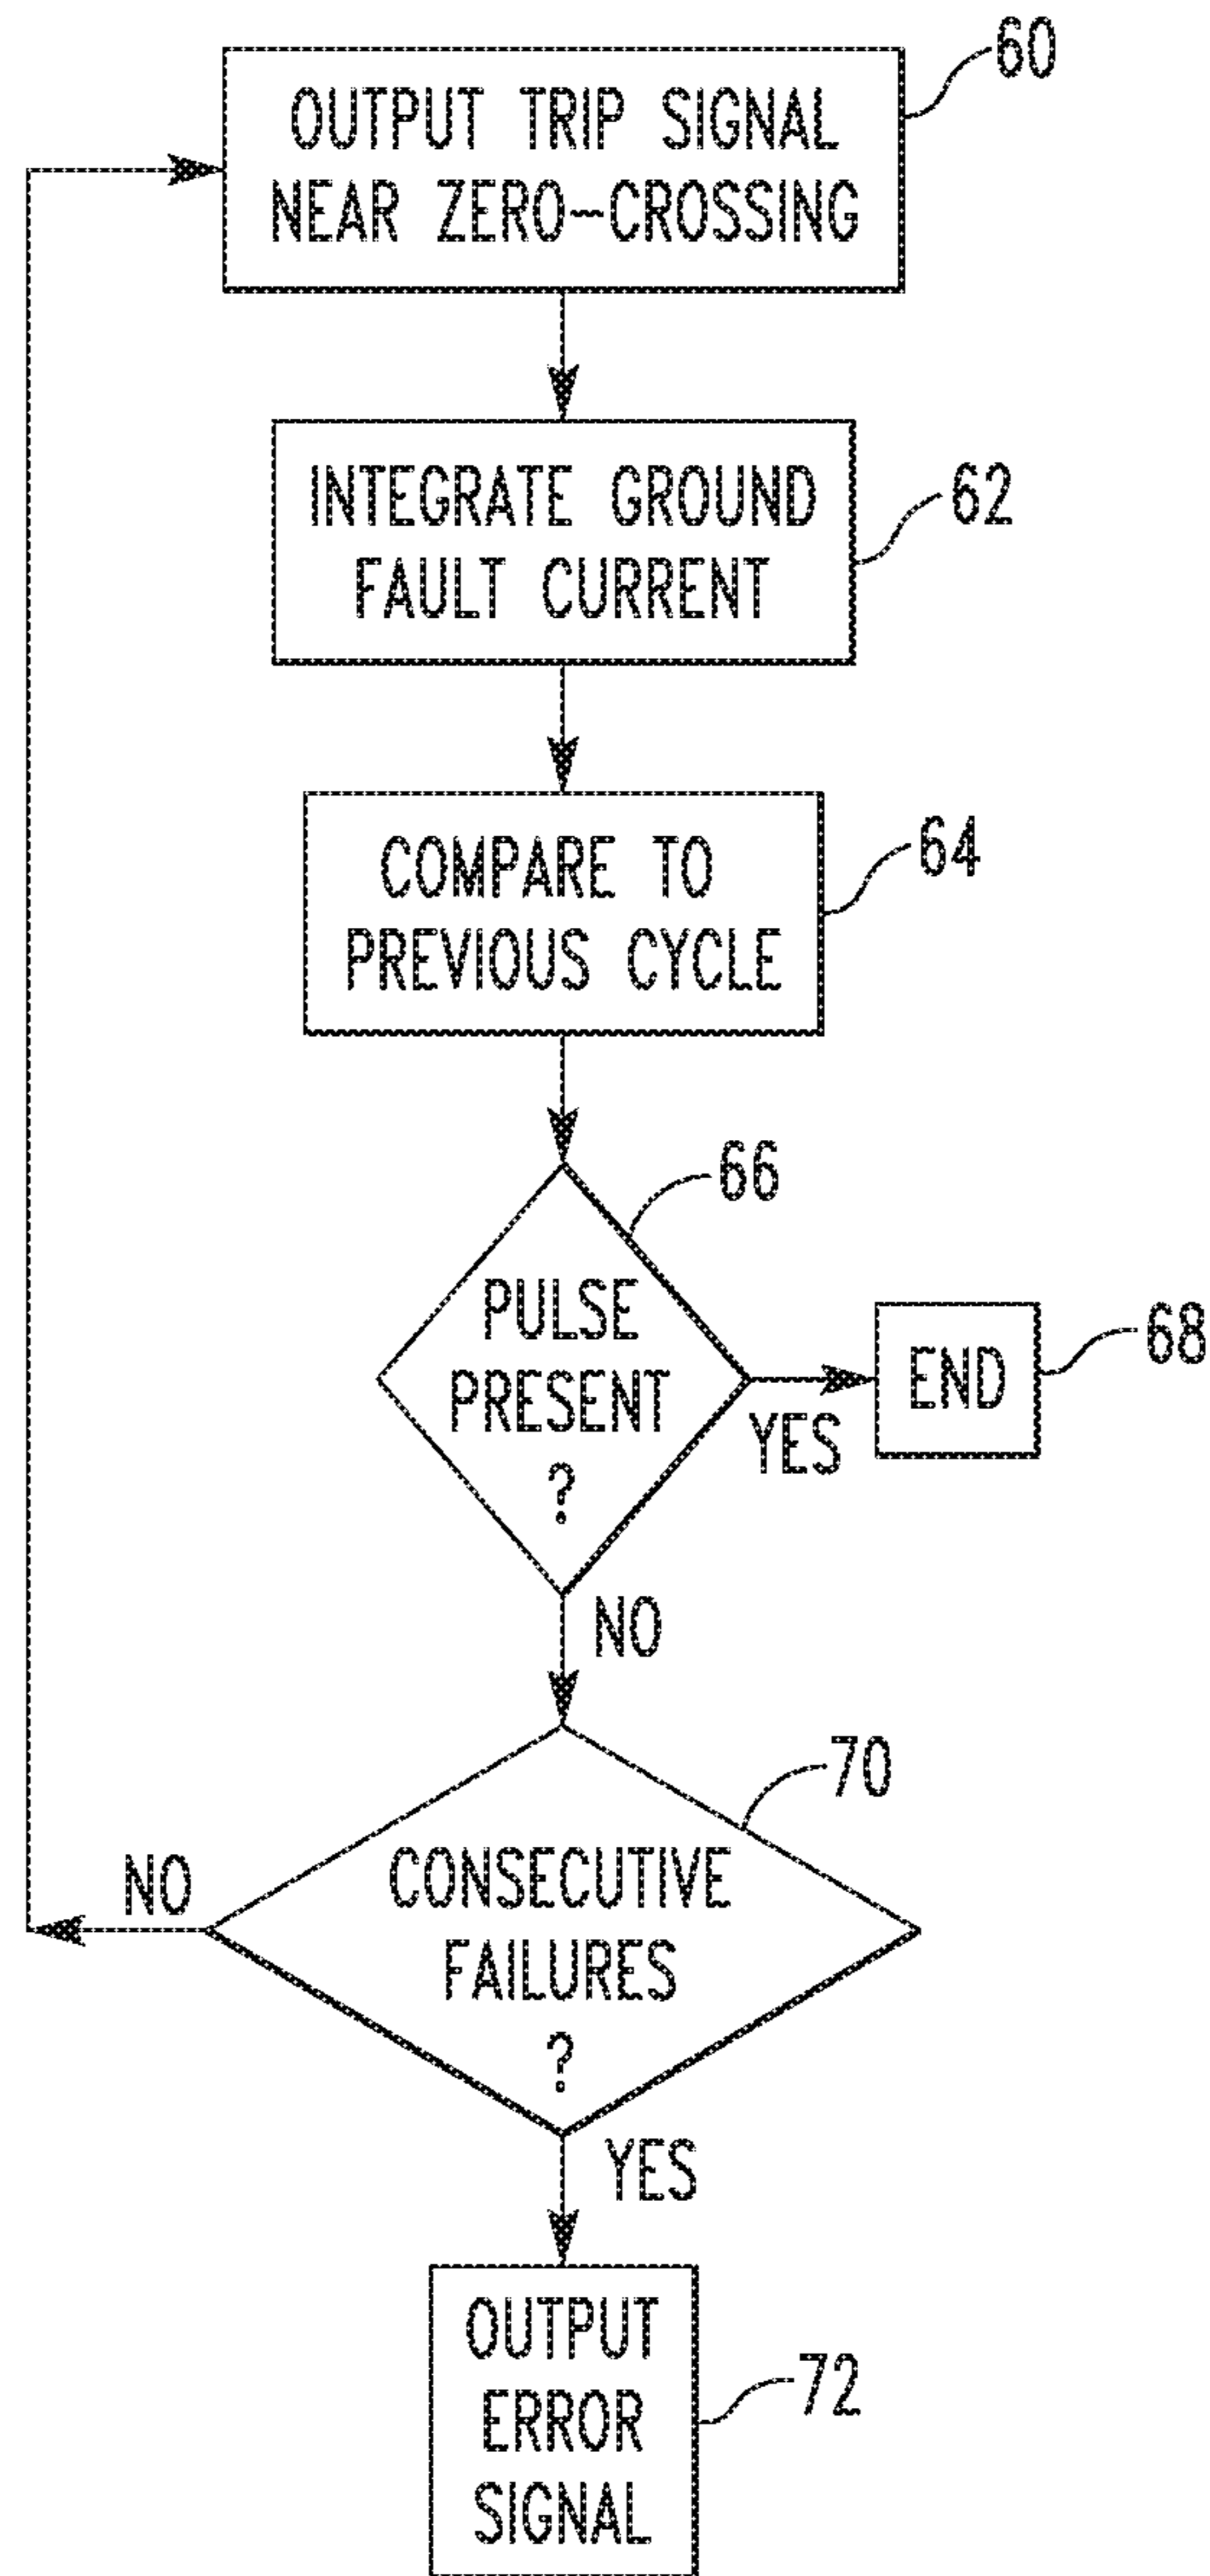 60
OUTPUT TRIP SIGNAL
NEAR ZERO-CROSSING
62
INTEGRATE GROUND
FAULT CURRENT
64
COMPARE TO
PREVIOUS CYCLE
66
PULSE
PRESENT
?
YES
END
68
NO
70
CONSECUTIVE
FAILURES
?
NO
YES
OUTPUT
ERROR
SIGNAL
72